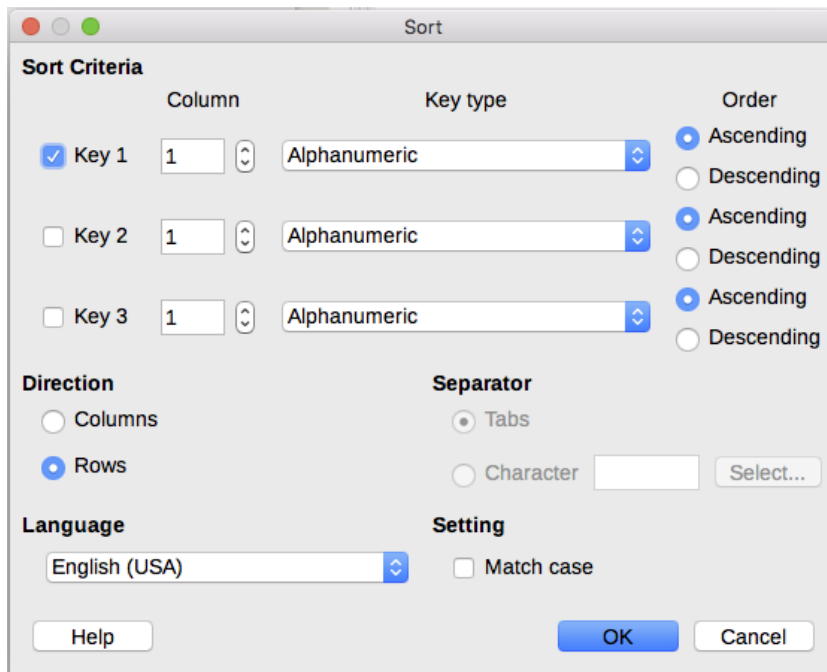 Sort
Sort Criteria
Column Key type Order
Key 1 1 Alphanumeric Ascending
Descending
Key 2 1 Alphanumeric Ascending
Descending
Key 3 1 Alphanumeric Ascending
Descending
Direction Separator
Columns Tabs
Rows Character Select...
Language Setting
English (USA) Match case
Help OK Cancel